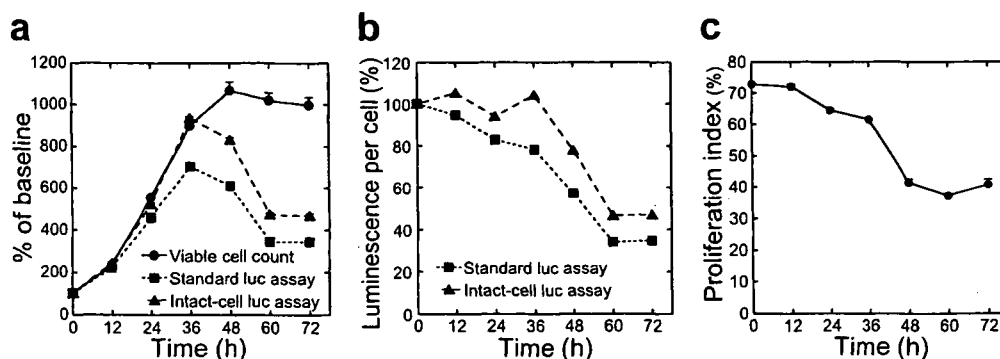 a
% of baseline
1200
1000
800
600
400
200
0
Viable cell count
Standard luc assay
Intact-cell luc assay
0 12 24 36 48 60 72
Time (h)
b
Luminescence per cell (%)
120
100
80
60
40
20
0
Standard luc assay
Intact-cell luc assay
0 12 24 36 48 60 72
Time (h)
c
Proliferation index (%)
80
70
60
50
40
30
20
10
0
0 12 24 36 48 60 72
Time (h)